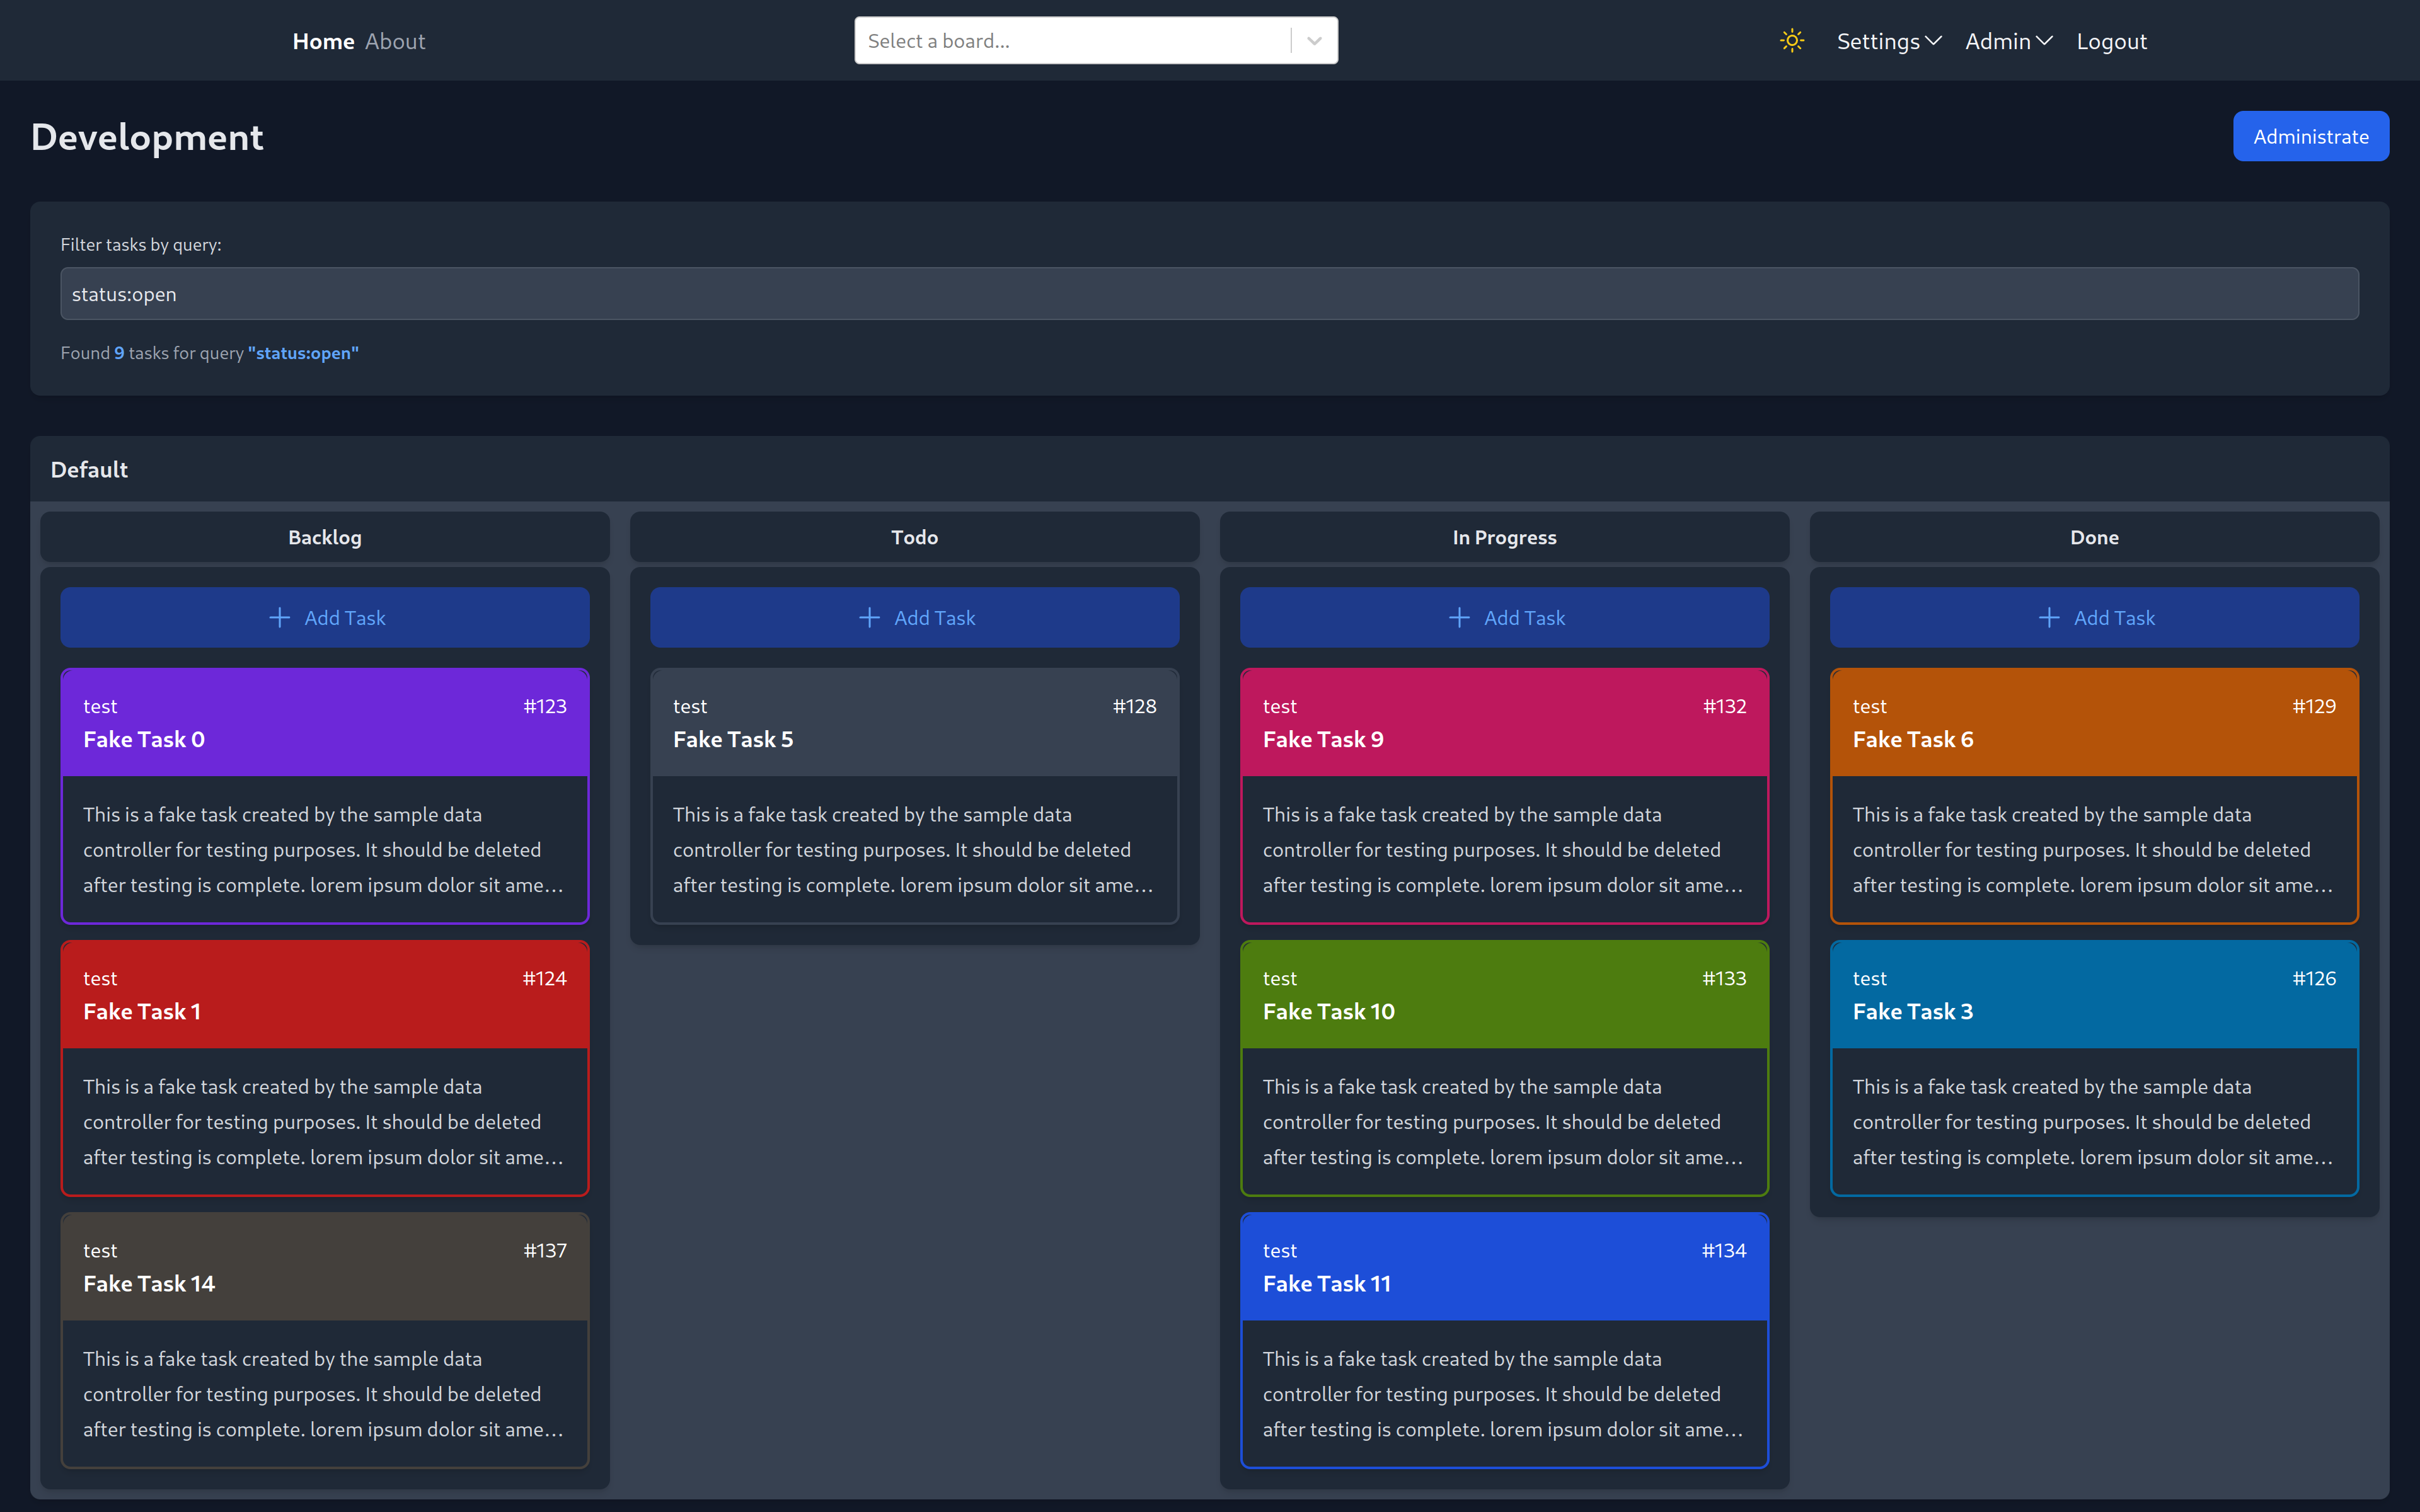 Home About
Select a board...
Settings Admin Logout
Development
Administrate
Filter tasks by query:
status:open
Found 9 tasks for query "status:open"
Default
Backlog
Add Task
test #123
Fake Task 0
This is a fake task created by the sample data
controller for testing purposes. It should be deleted
after testing is complete. lorem ipsum dolor sit ame...
test #124
Fake Task 1
This is a fake task created by the sample data
controller for testing purposes. It should be deleted
after testing is complete. lorem ipsum dolor sit ame...
test #137
Fake Task 14
This is a fake task created by the sample data
controller for testing purposes. It should be deleted
after testing is complete. lorem ipsum dolor sit ame...
Todo
Add Task
test #128
Fake Task 5
This is a fake task created by the sample data
controller for testing purposes. It should be deleted
after testing is complete. lorem ipsum dolor sit ame...
In Progress
Add Task
test #132
Fake Task 9
This is a fake task created by the sample data
controller for testing purposes. It should be deleted
after testing is complete. lorem ipsum dolor sit ame...
test #133
Fake Task 10
This is a fake task created by the sample data
controller for testing purposes. It should be deleted
after testing is complete. lorem ipsum dolor sit ame...
test #134
Fake Task 11
This is a fake task created by the sample data
controller for testing purposes. It should be deleted
after testing is complete. lorem ipsum dolor sit ame...
Done
Add Task
test #129
Fake Task 6
This is a fake task created by the sample data
controller for testing purposes. It should be deleted
after testing is complete. lorem ipsum dolor sit ame...
test #126
Fake Task 3
This is a fake task created by the sample data
controller for testing purposes. It should be deleted
after testing is complete. lorem ipsum dolor sit ame...